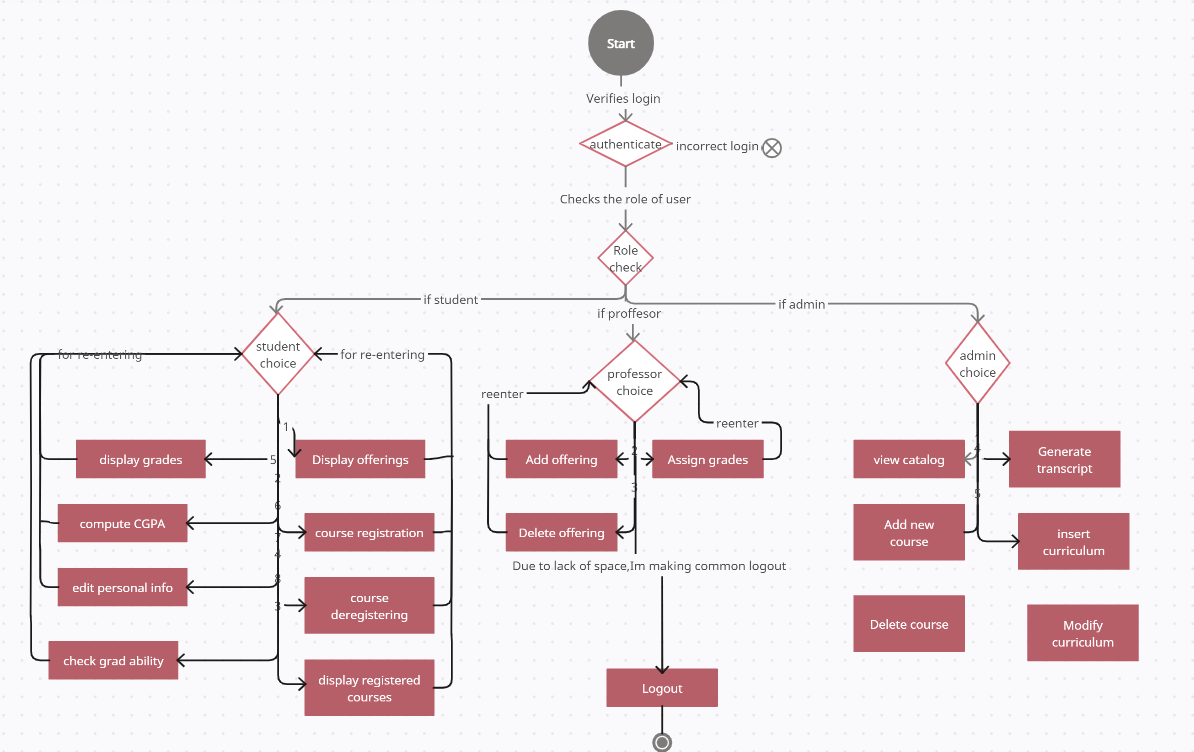 Start
Verifies login
authenticate
incorrect login
Checks the role of user
Role
check
if student
if proffesor
if admin
for re-entering
student
choice
for re-entering
professor
choice
admin
choice
reenter
reenter
1
display grades
5
Display offerings
2
Add offering
2
Assign grades
view catalog
Generate
transcript
3
5
6
compute CGPA
course registration
Delete offering
Add new
course
insert
curriculum
7
4
Due to lack of space,Im making common logout
8
edit personal info
3
course
deregistering
Delete course
Modify
curriculum
check grad ability
display registered
courses
Logout